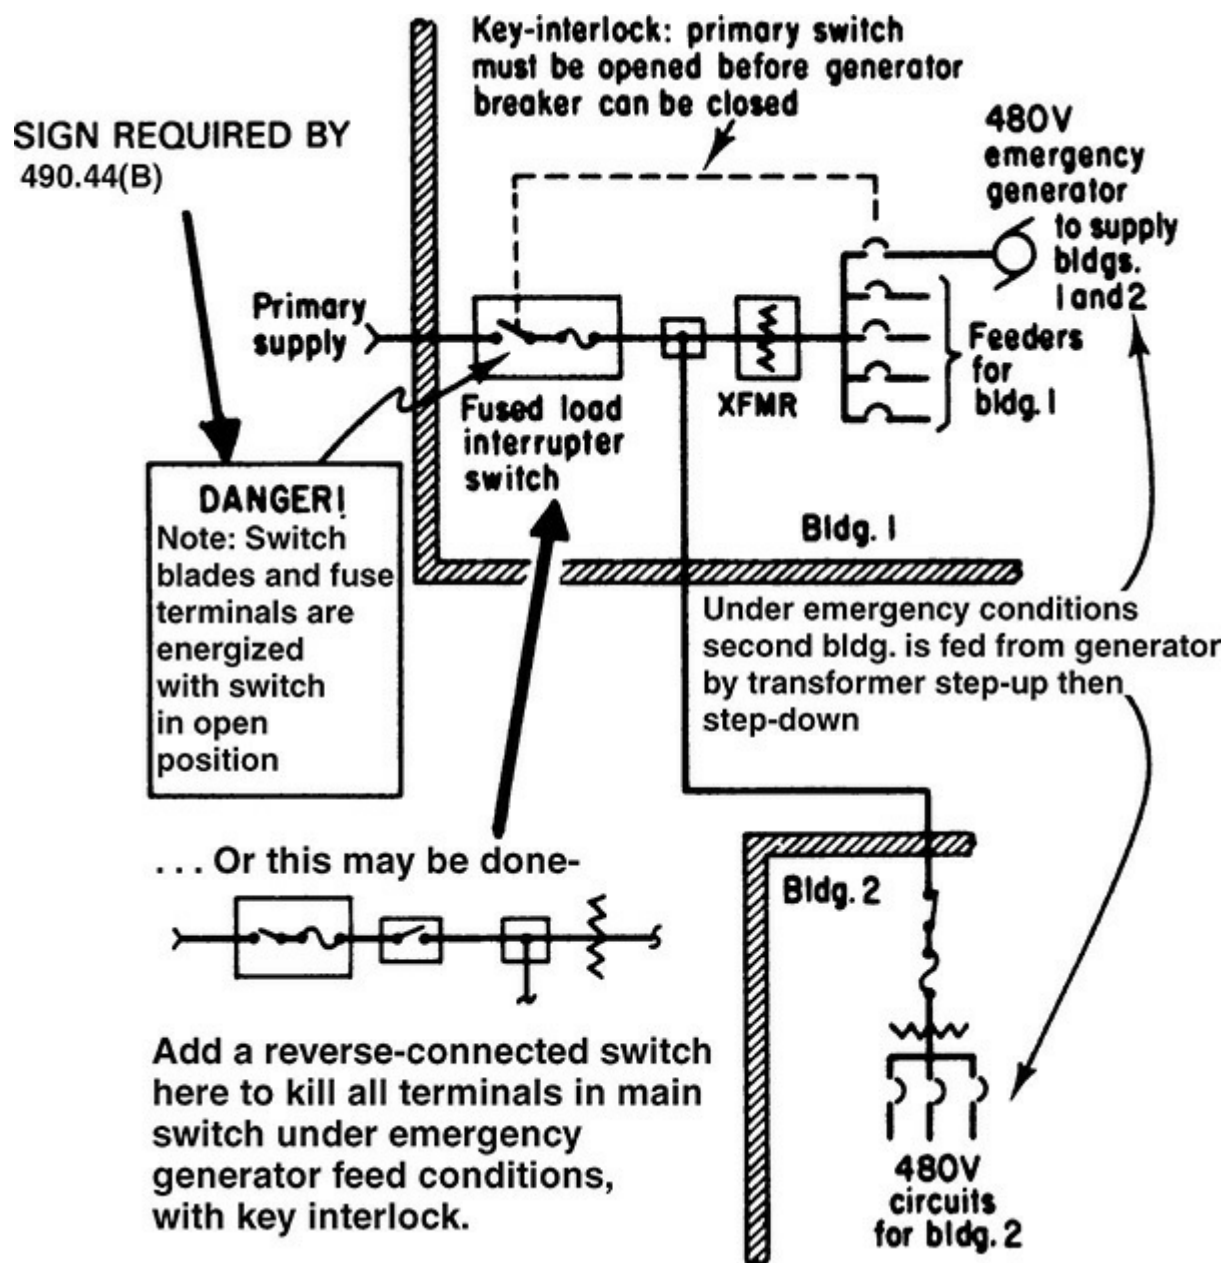 Key-interlock: primary switch
must be opened before generator
breaker can be closed
SIGN REQUIRED BY
490.44(B)
480V
emergency
generator
to supply
bldgs.
1 and 2
Primary
supply
Feeders
for
bldg. 1
XFMR
Fused load
interrupter
switch
DANGER!
Note: Switch
blades and fuse
terminals are
energized
with switch
in open
position
Bldg. 1
Under emergency conditions
second bldg. is fed from generator
by transformer step-up then
step-down
. . . Or this may be done-
Bldg. 2
Add a reverse-connected switch
here to kill all terminals in main
switch under emergency
generator feed conditions,
with key interlock.
480V
circuits
for bldg. 2